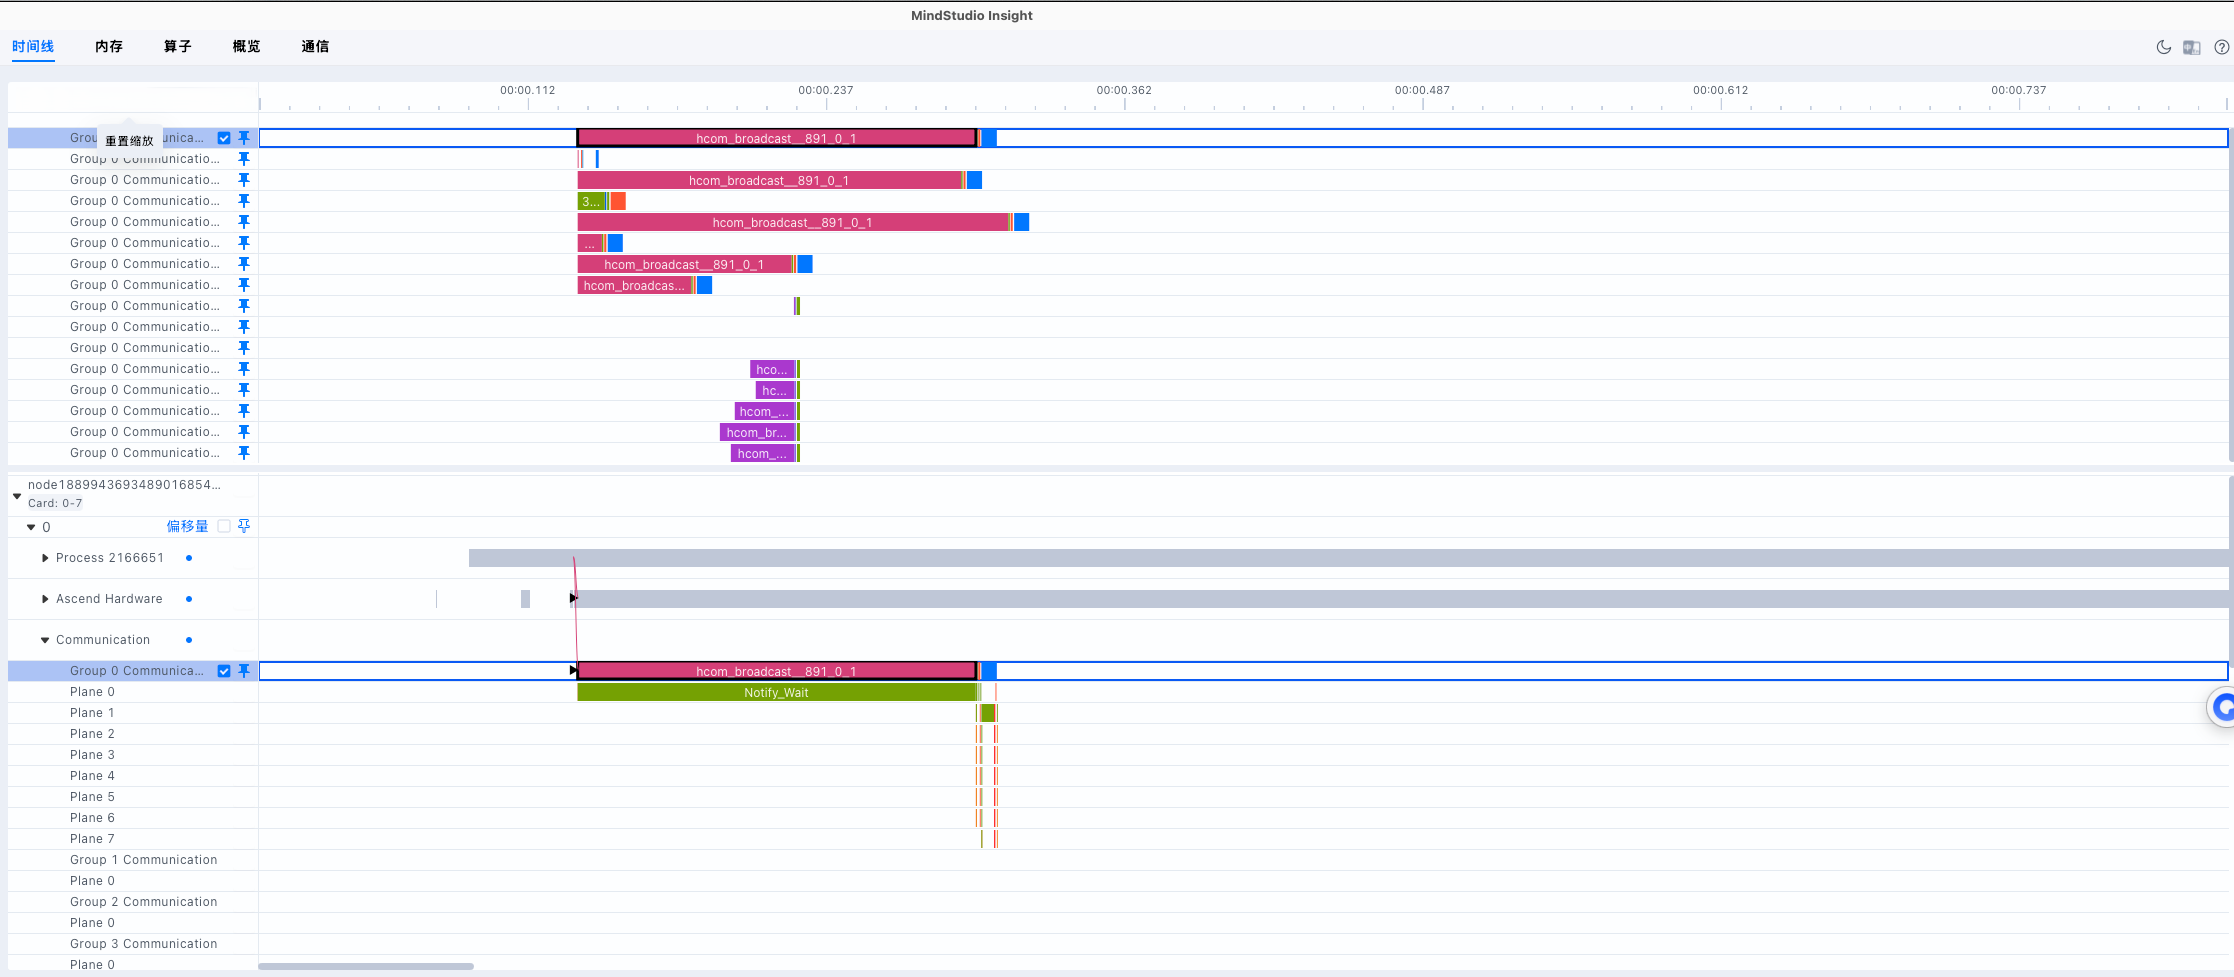 MindStudio Insight
时间线 内存 算子 概览 通信
00:00.112 00:00.237 00:00.362 00:00.487 00:00.612 00:00.737
重置缩放
hcom_broadcast__891_0_1
Group 0 Communicatio...
Group 0 Communicatio... hcom_broadcast__891_0_1
Group 0 Communicatio... 3...
Group 0 Communicatio... hcom_broadcast__891_0_1
Group 0 Communicatio... ...
Group 0 Communicatio... hcom_broadcast__891_0_1
Group 0 Communicatio... hcom_broadcas...
Group 0 Communicatio...
Group 0 Communicatio...
Group 0 Communicatio...
Group 0 Communicatio... hco...
Group 0 Communicatio... hc...
Group 0 Communicatio... hcom_...
Group 0 Communicatio... hcom_br...
Group 0 Communicatio... hcom_...
node1889943693489016854...
Card: 0-7
0 偏移量
Process 2166651
Ascend Hardware
Communication
Group 0 Communica... hcom_broadcast__891_0_1
Plane 0 Notify_Wait
Plane 1
Plane 2
Plane 3
Plane 4
Plane 5
Plane 6
Plane 7
Group 1 Communication
Plane 0
Group 2 Communication
Plane 0
Group 3 Communication
Plane 0